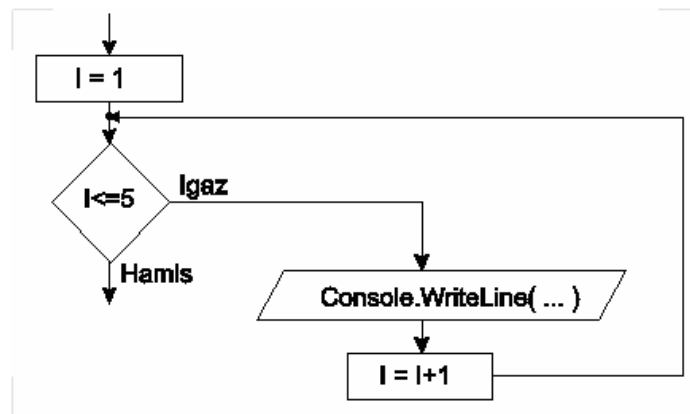 I = 1
I<=5
Igaz
Hamis
Console.WriteLine( ... )
I = I+1